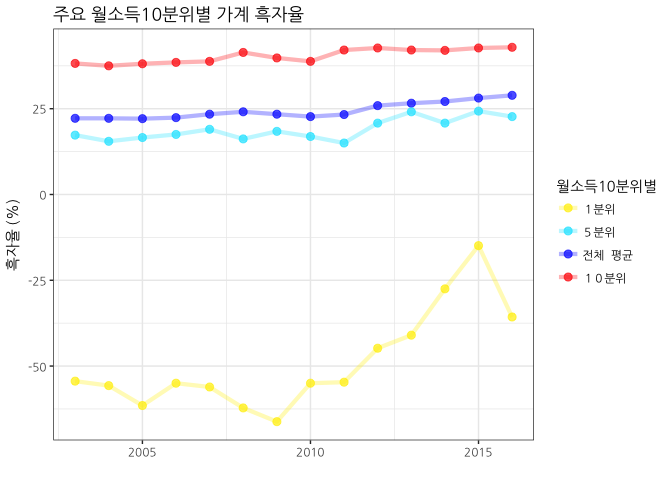 주요 월소득10분위별 가계 흑자율
흑자율 (%)
25
0
-25
-50
2005
2010
2015
월소득10분위별
1분위
5분위
전체 평균
10분위